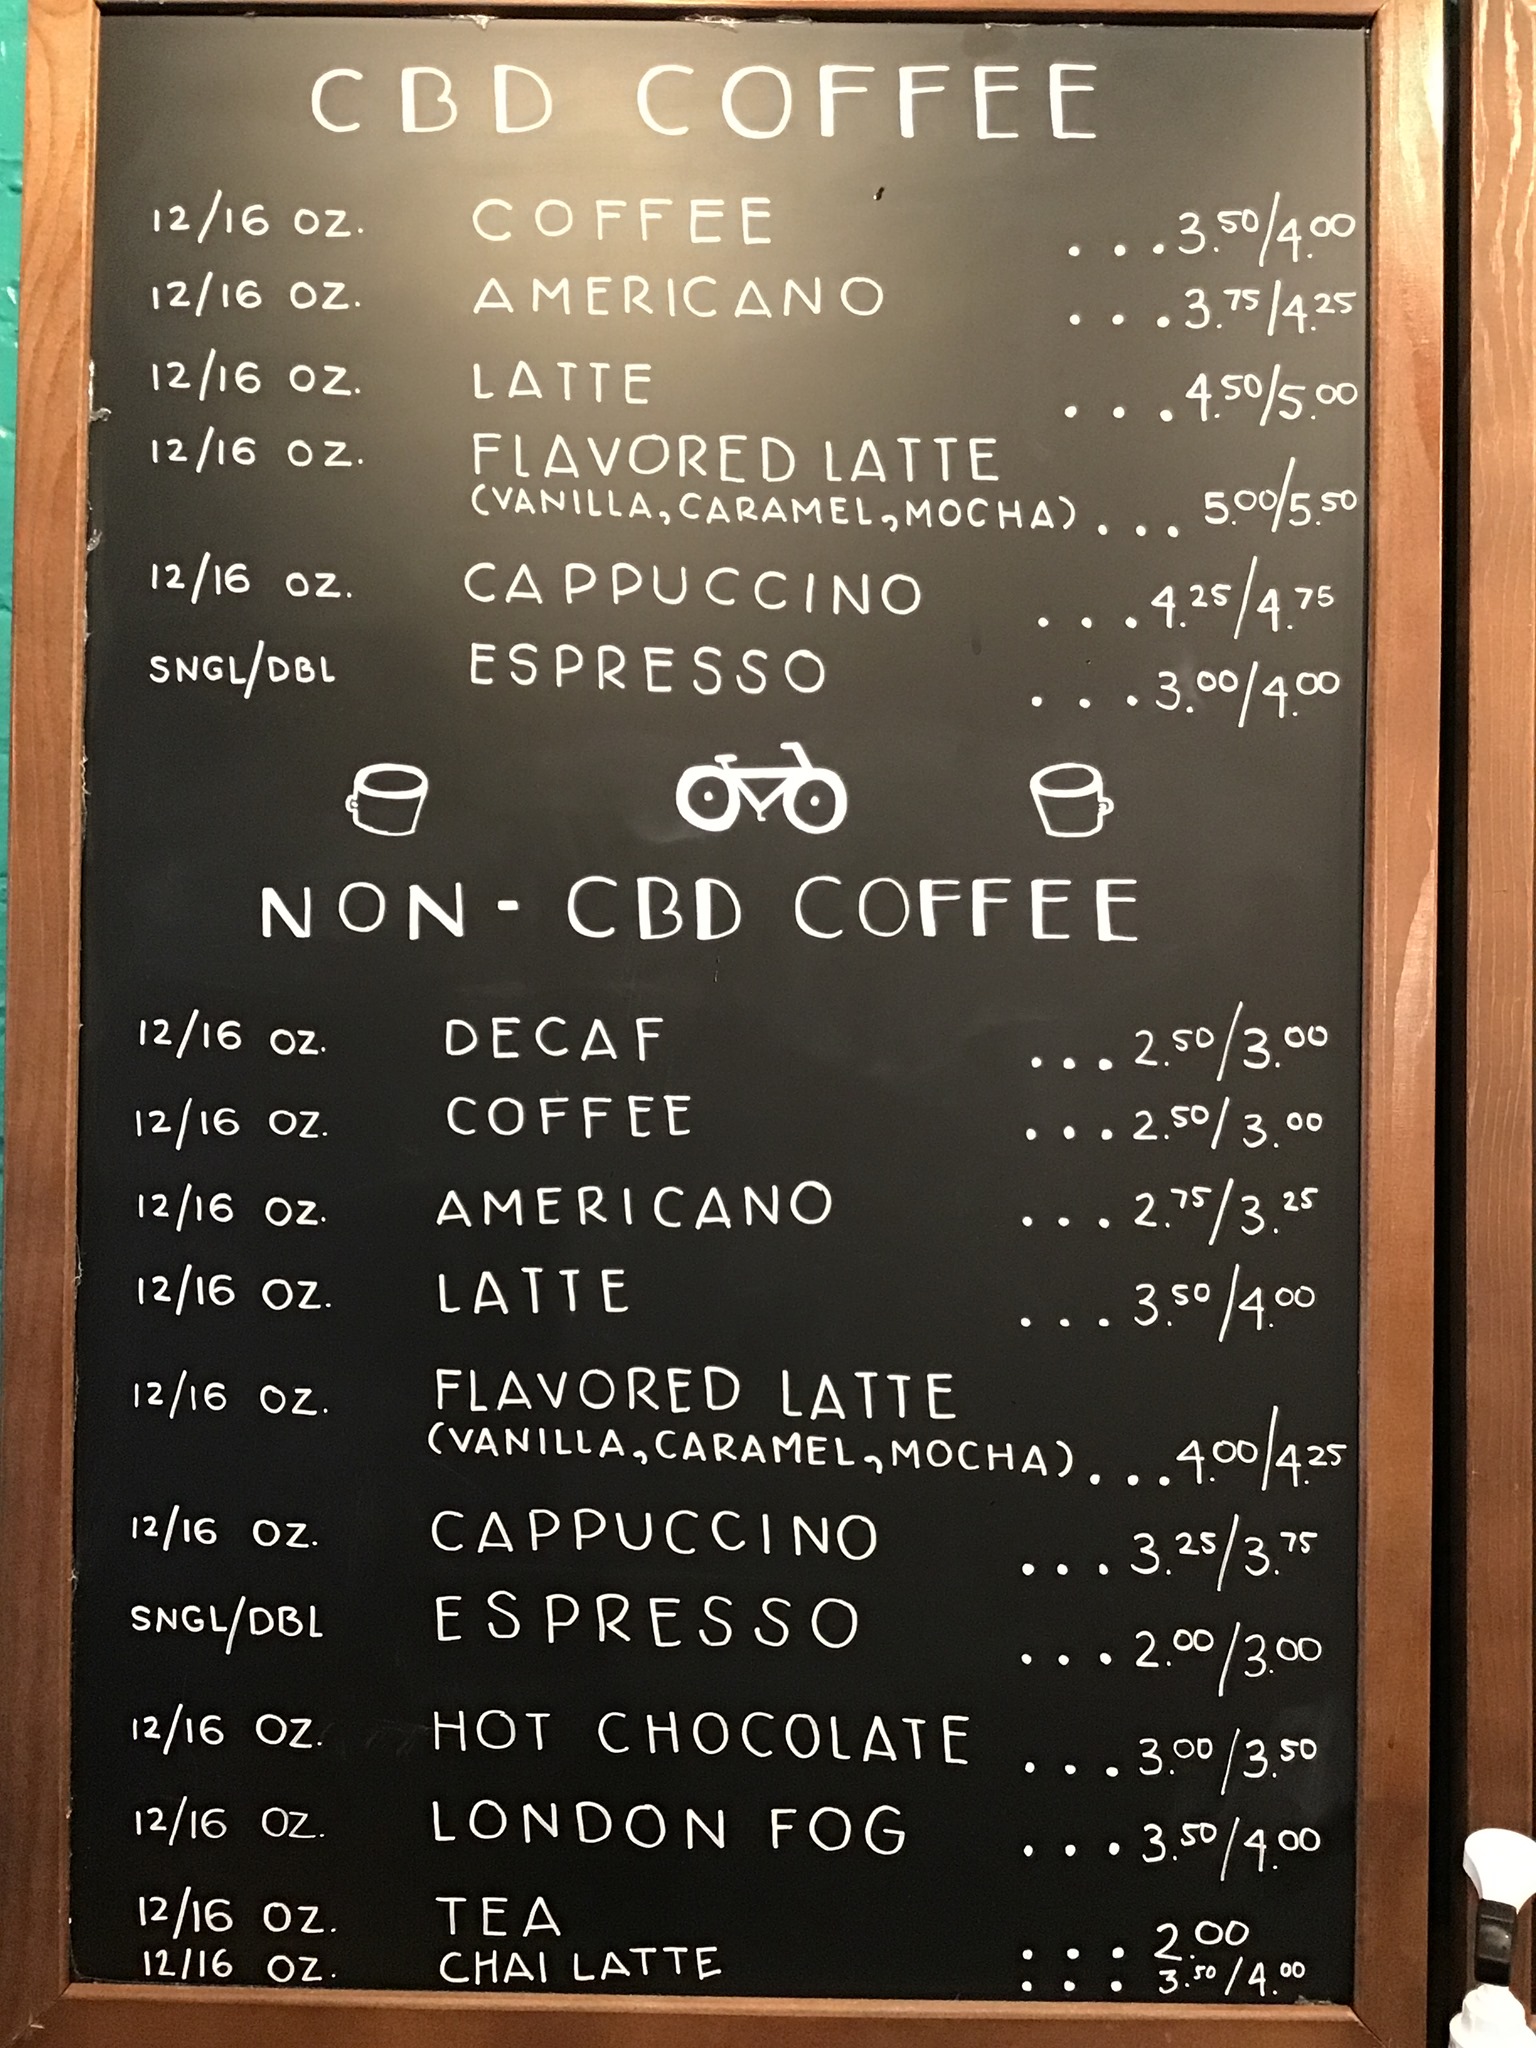 CBD COFFEE
12/16 OZ. COFFEE ...3.50/4.00
12/16 OZ. AMERICANO ...3.75/4.25
12/16 OZ. LATTE ...4.50/5.00
12/16 OZ. FLAVORED LATTE
(VANILLA, CARAMEL, MOCHA) ... 5.00/5.50
12/16 OZ. CAPPUCCINO ...4.25/4.75
SNGL/DBL ESPRESSO ...3.00/4.00
NON-CBD COFFEE
12/16 OZ. DECAF ...2.50/3.00
12/16 OZ. COFFEE ...2.50/3.00
12/16 OZ. AMERICANO ...2.75/3.25
12/16 OZ. LATTE ...3.50/4.00
12/16 OZ. FLAVORED LATTE
(VANILLA, CARAMEL, MOCHA) ...4.00/4.25
12/16 OZ. CAPPUCCINO ...3.25/3.75
SNGL/DBL ESPRESSO ...2.00/3.00
12/16 OZ. HOT CHOCOLATE ...3.00/3.50
12/16 OZ. LONDON FOG ...3.50/4.00
12/16 OZ. TEA ... 2.00
12/16 OZ. CHAI LATTE ... 3.50/4.00